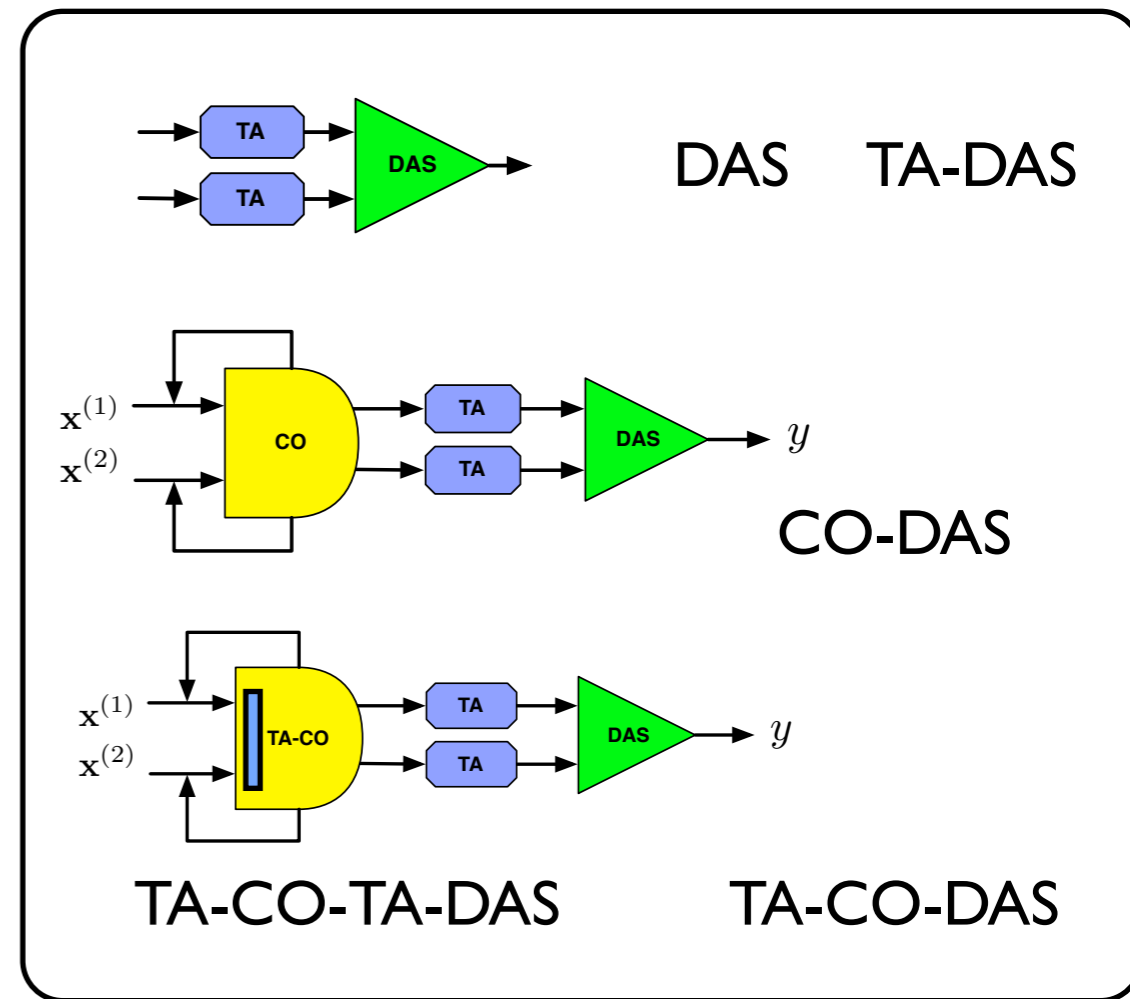 TA
DAS
DAS TA-DAS
TA
x^{(1)}
TA
CO
DAS
y
x^{(2)}
TA
CO-DAS
x^{(1)}
TA
TA-CO
DAS
y
x^{(2)}
TA
TA-CO-TA-DAS TA-CO-DAS